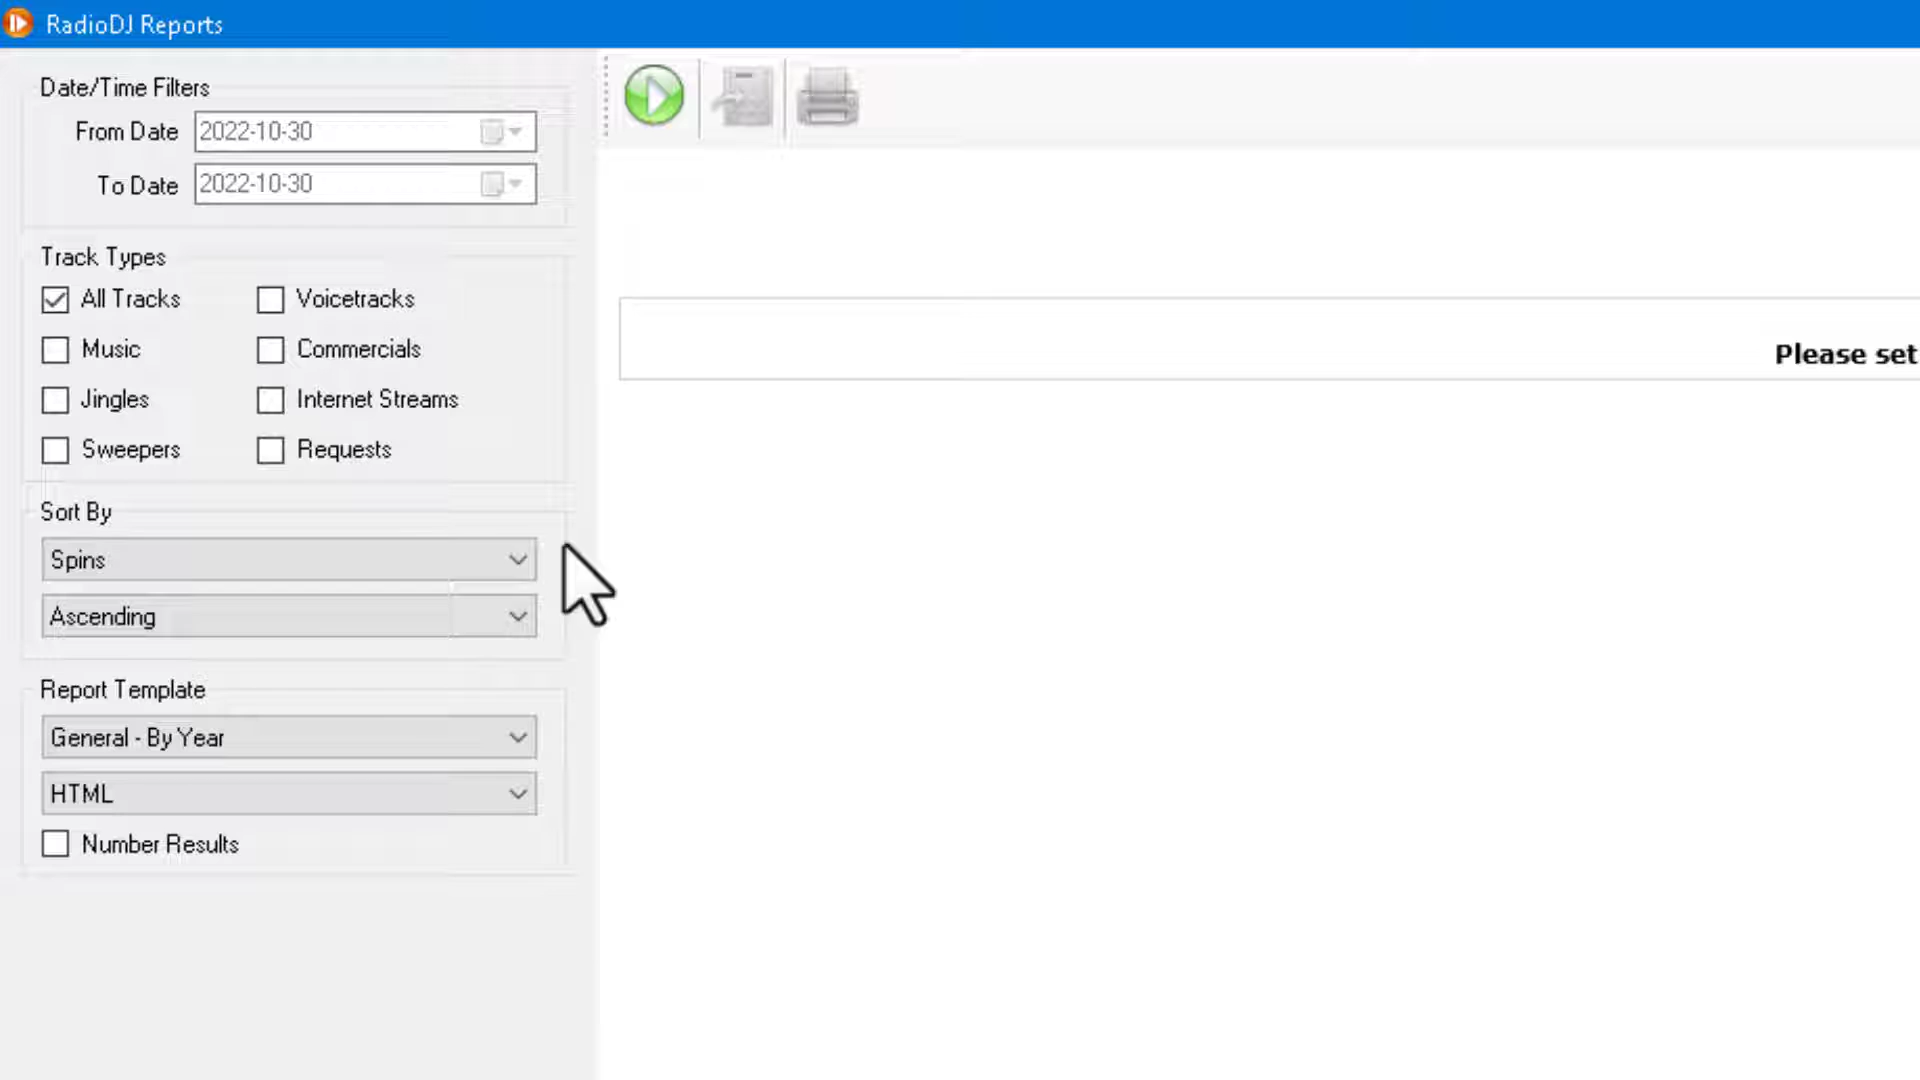 RadioDJ Reports
Date/Time Filters
From Date 2022-10-30
To Date 2022-10-30
Track Types
All Tracks Voicetracks
Music Commercials
Jingles Internet Streams
Sweepers Requests
Sort By
Spins
Ascending
Report Template
General - By Year
HTML
Number Results
Please set